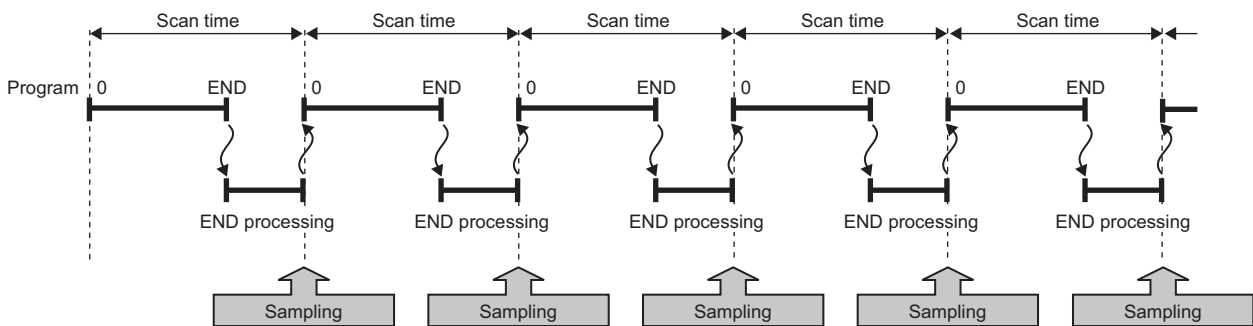 Scan time Scan time Scan time Scan time Scan time
Program 0 END 0 END 0 END 0 END 0 END
END processing END processing END processing END processing END processing
Sampling Sampling Sampling Sampling Sampling